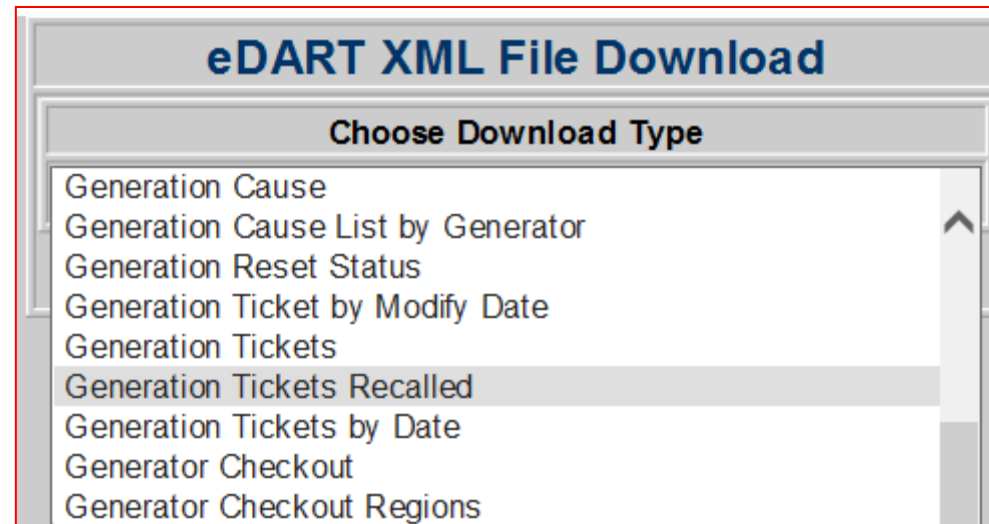 eDART XML File Download
Choose Download Type
Generation Cause
Generation Cause List by Generator
Generation Reset Status
Generation Ticket by Modify Date
Generation Tickets
Generation Tickets Recalled
Generation Tickets by Date
Generator Checkout
Generator Checkout Regions